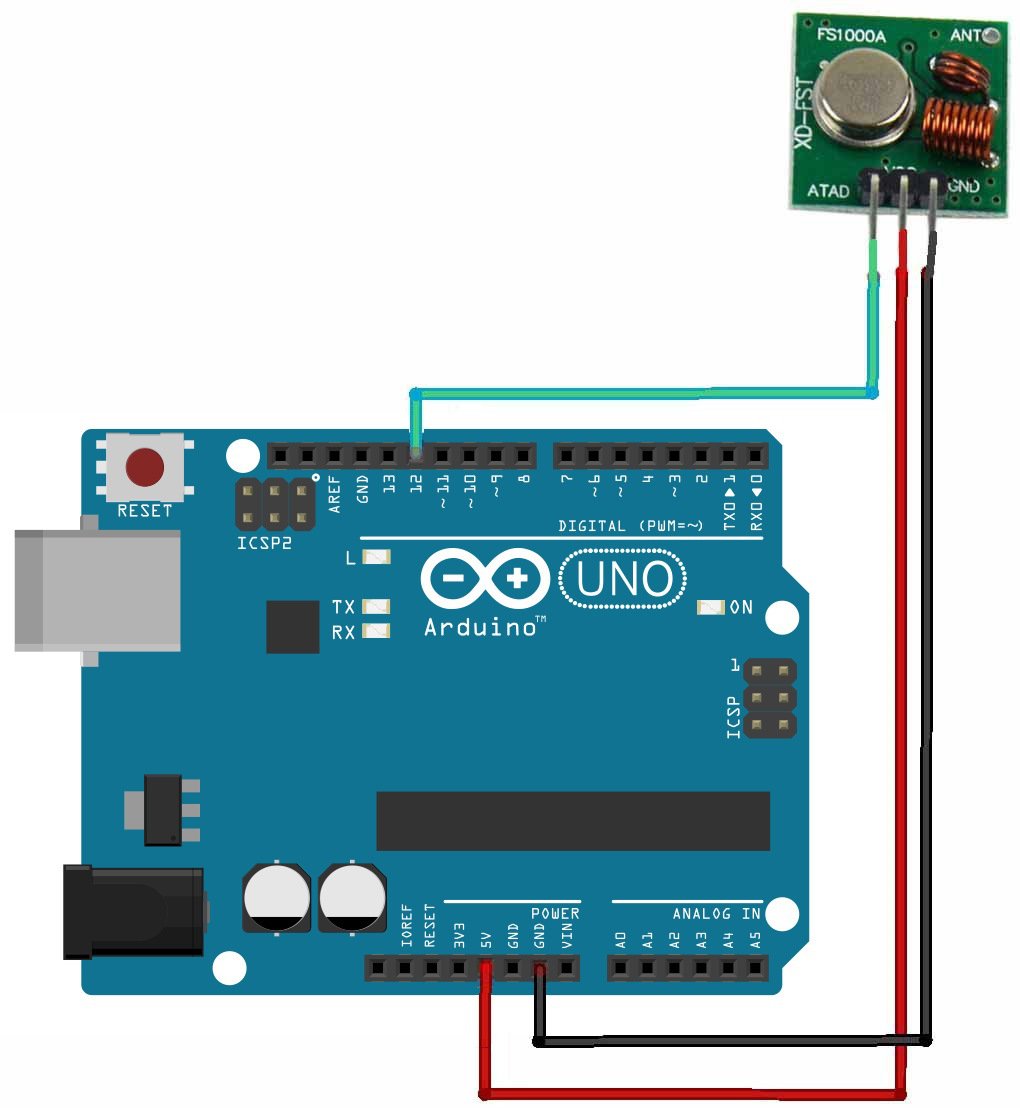 FS1000A
ANT
XD-FST
ATAD
GND
RESET
ICSP2
AREF
GND
13
12
~11
~10
~9
8
7
~6
~5
4
~3
2
TX0▶1
RX0◀0
DIGITAL (PWM=~)
L
TX
RX
UNO
Arduino™
ON
1
ICSP
IOREF
RESET
3V3
5V
GND
GND
VIN
POWER
A0
A1
A2
A3
A4
A5
ANALOG IN